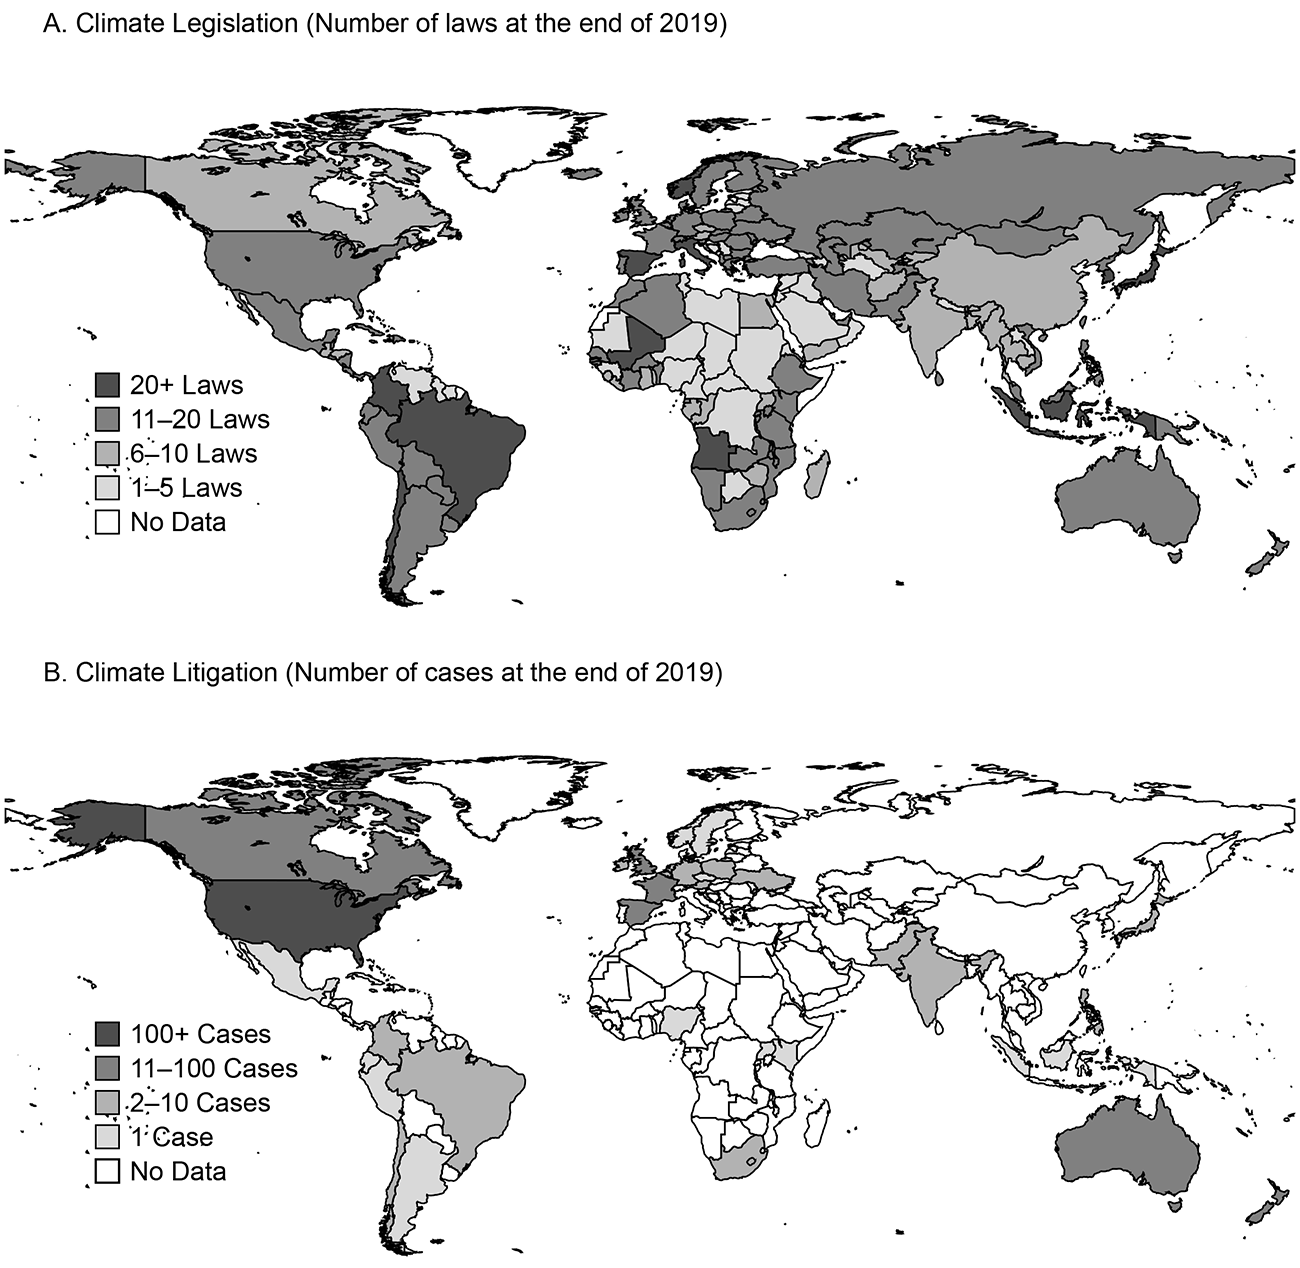 A. Climate Legislation (Number of laws at the end of 2019)
20+ Laws
11–20 Laws
6–10 Laws
1–5 Laws
No Data
B. Climate Litigation (Number of cases at the end of 2019)
100+ Cases
11–100 Cases
2–10 Cases
1 Case
No Data